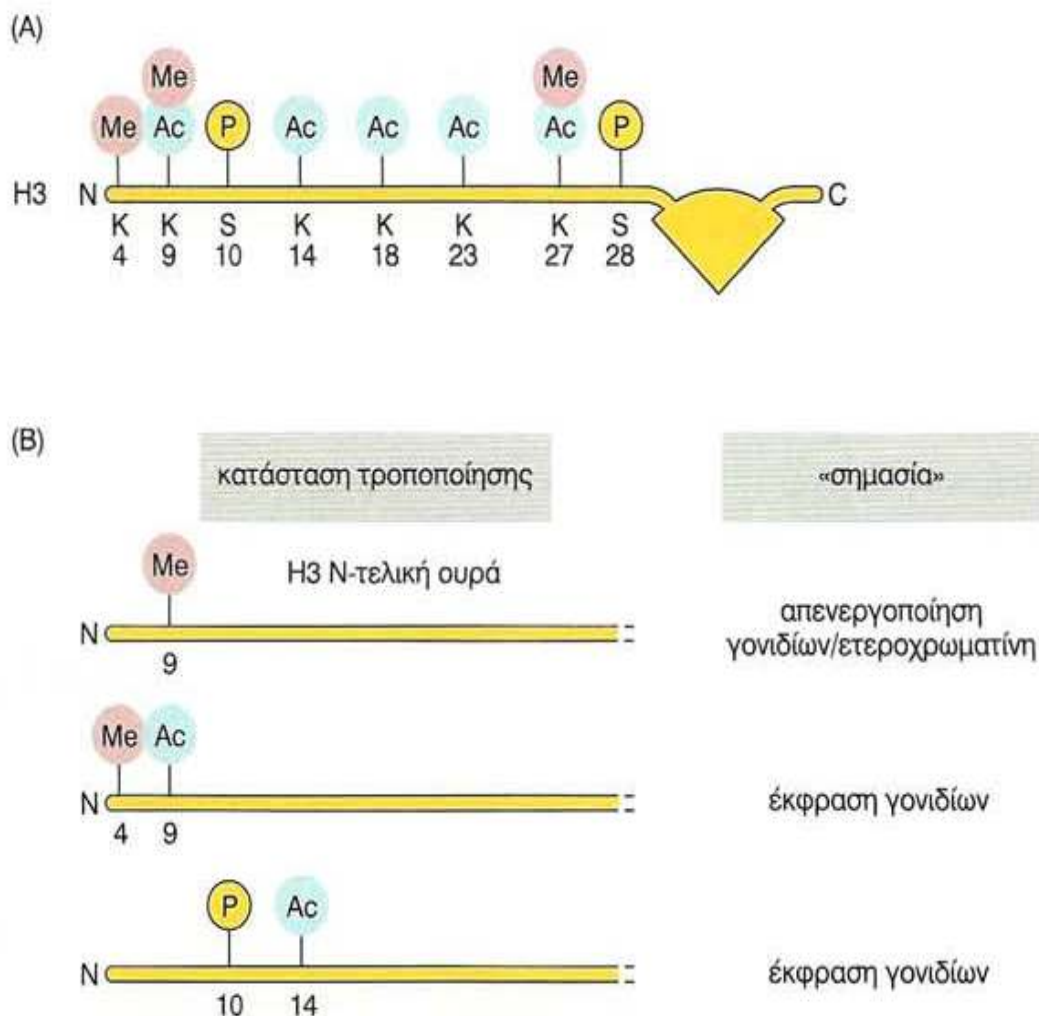 (A)
Me Me
Me Ac P Ac Ac Ac Ac P
H3 N C
K K S K K K K S
4 9 10 14 18 23 27 28
(B)
κατάσταση τροποποίησης «σημασία»
Me
H3 N-τελική ουρά
N
9
απενεργοποίηση
γονιδίων/ετεροχρωματίνη
Me Ac
N
4 9
έκφραση γονιδίων
P Ac
N
10 14
έκφραση γονιδίων